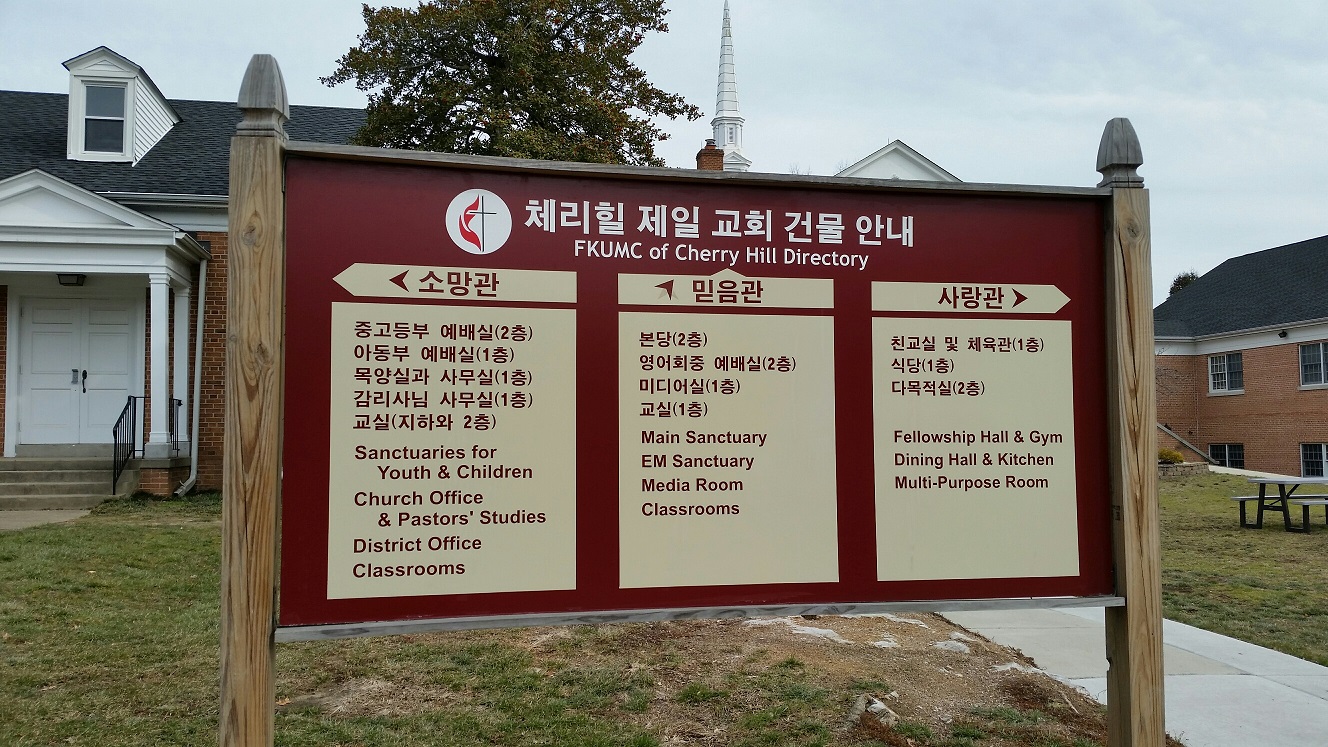 체리힐 제일 교회 건물 안내
FKUMC of Cherry Hill Directory
소망관
중고등부 예배실(2층)
아동부 예배실(1층)
목양실과 사무실(1층)
감리사님 사무실(1층)
교실(지하와 2층)
Sanctuaries for
Youth & Children
Church Office
& Pastors' Studies
District Office
Classrooms
믿음관
본당(2층)
영어회중 예배실(2층)
미디어실(1층)
교실(1층)
Main Sanctuary
EM Sanctuary
Media Room
Classrooms
사랑관
친교실 및 체육관(1층)
식당(1층)
다목적실(2층)
Fellowship Hall & Gym
Dining Hall & Kitchen
Multi-Purpose Room